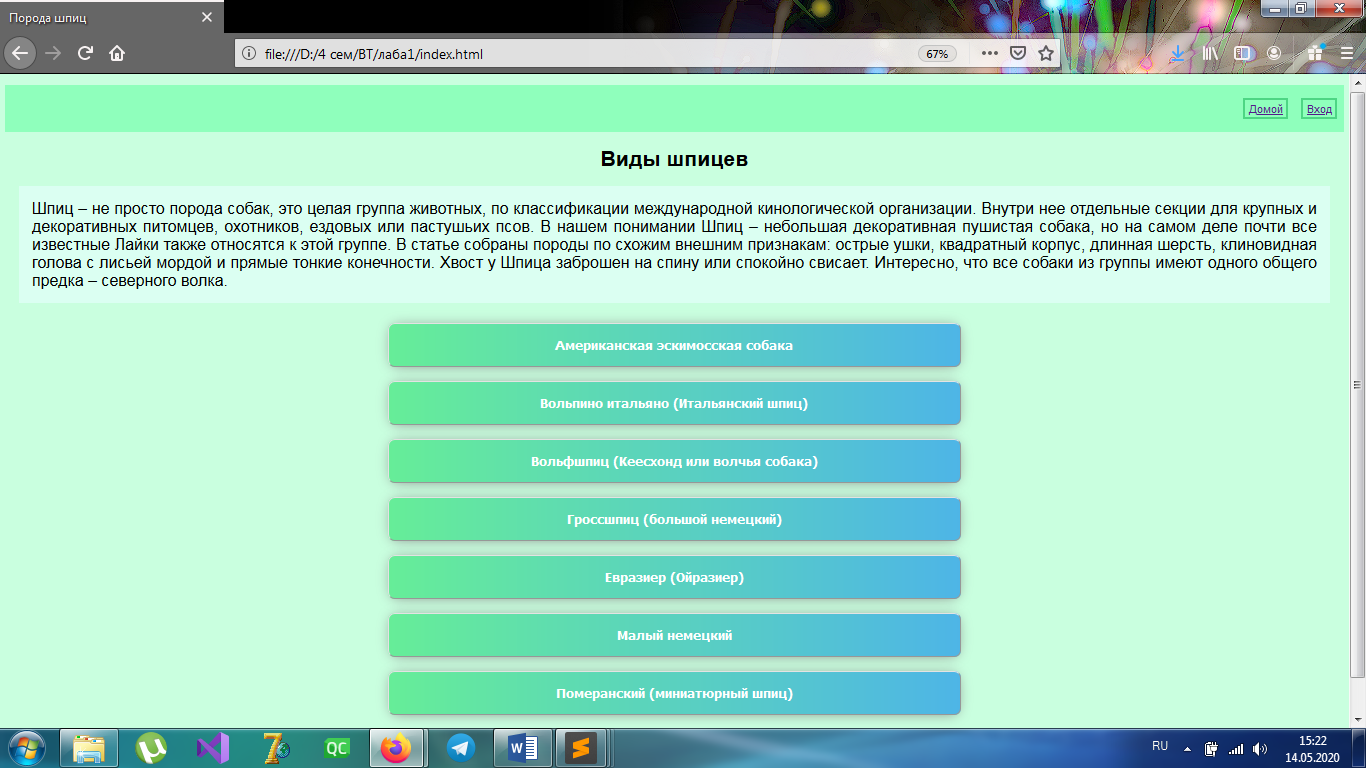 Порода шпиц
file:///D:/4 сем/ВТ/лаба1/index.html
67%
Домой
Вход
Виды шпицев
Шпиц – не просто порода собак, это целая группа животных, по классификации международной кинологической организации. Внутри нее отдельные секции для крупных и
декоративных питомцев, охотников, ездовых или пастушьих псов. В нашем понимании Шпиц – небольшая декоративная пушистая собака, но на самом деле почти все
известные Лайки также относятся к этой группе. В статье собраны породы по схожим внешним признакам: острые ушки, квадратный корпус, длинная шерсть, клиновидная
голова с лисьей мордой и прямые тонкие конечности. Хвост у Шпица заброшен на спину или спокойно свисает. Интересно, что все собаки из группы имеют одного общего
предка – северного волка.
Американская эскимосская собака
Вольпино итальяно (Итальянский шпиц)
Вольфшпиц (Кеесхонд или волчья собака)
Гроссшпиц (большой немецкий)
Евразиер (Ойразиер)
Малый немецкий
Померанский (миниатюрный шпиц)
QC
RU
15:22
14.05.2020